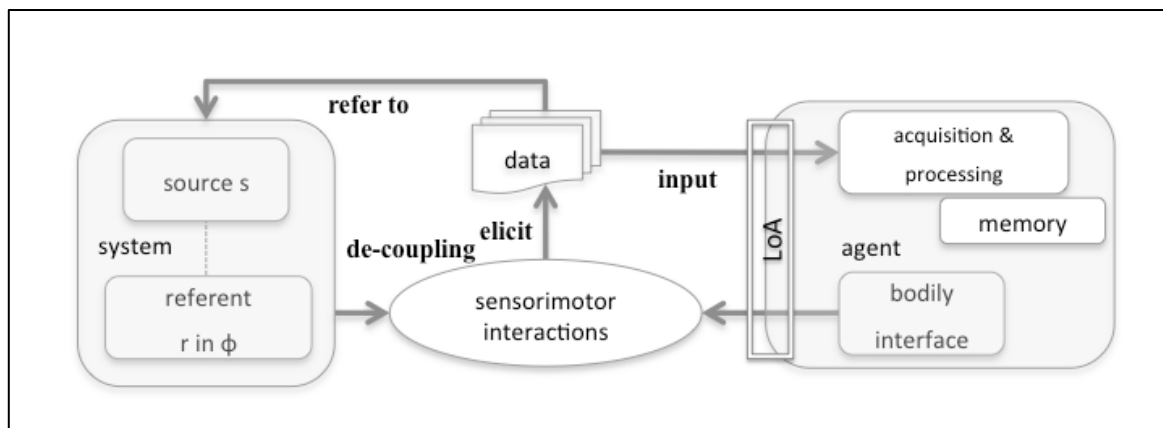 refer to
source s
system
referent
r in ϕ
de-coupling
elicit
data
sensorimotor
interactions
input
LoA
acquisition &
processing
memory
agent
bodily
interface